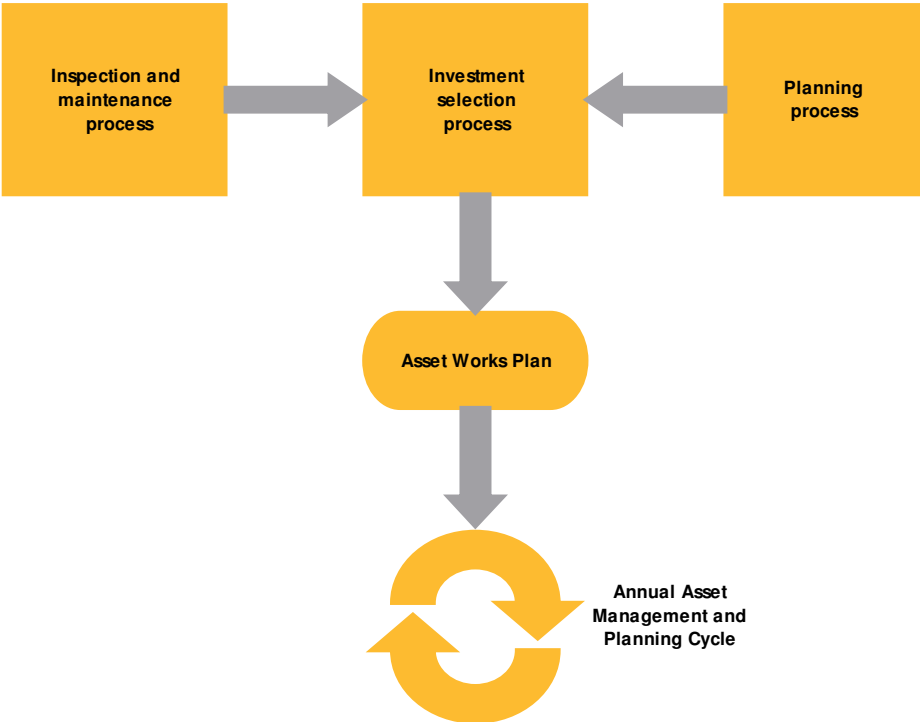 Inspection and
maintenance
process
Investment
selection
process
Planning
process
Asset Works Plan
Annual Asset
Management and
Planning Cycle